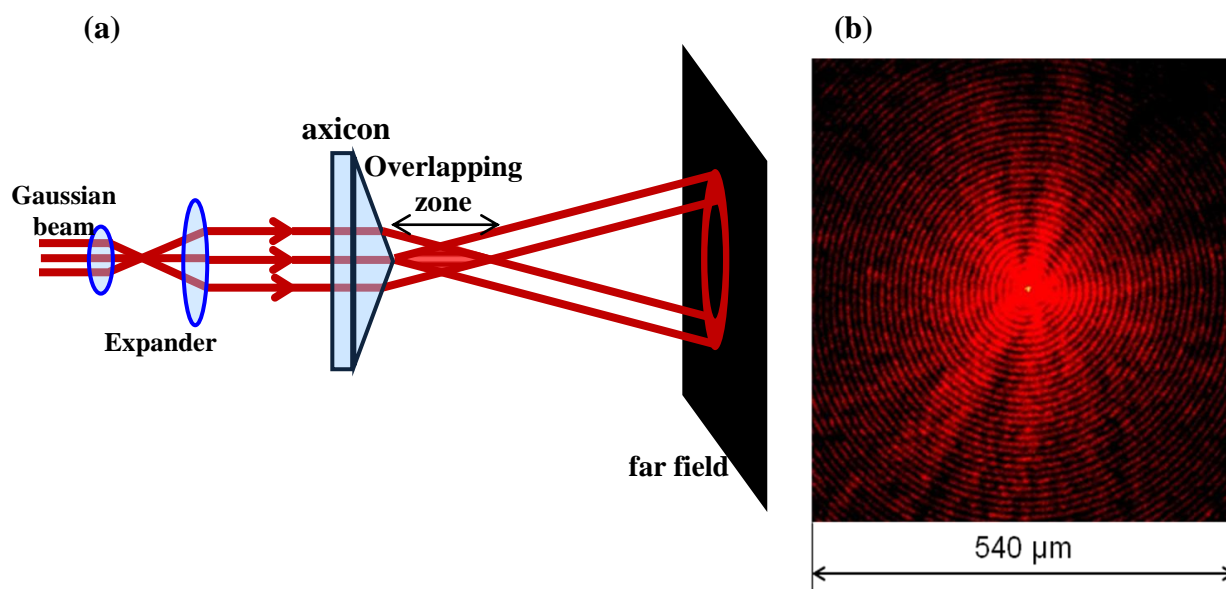 (a)
(b)
axicon
Overlapping
zone
Gaussian
beam
Expander
far field
540 μm